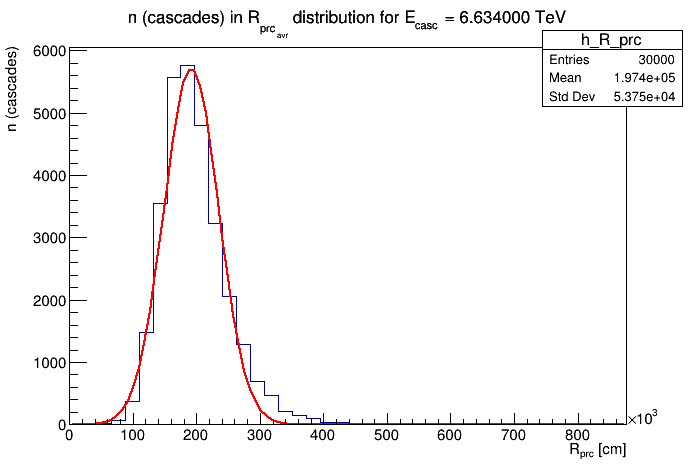 n (cascades) in R_prc_avr distribution for E_casc = 6.634000 TeV
h_R_prc
Entries 30000
Mean 1.974e+05
Std Dev 5.375e+04
n (cascades)
6000
5000
4000
3000
2000
1000
0
0 100 200 300 400 500 600 700 800
×10³
R_prc [cm]